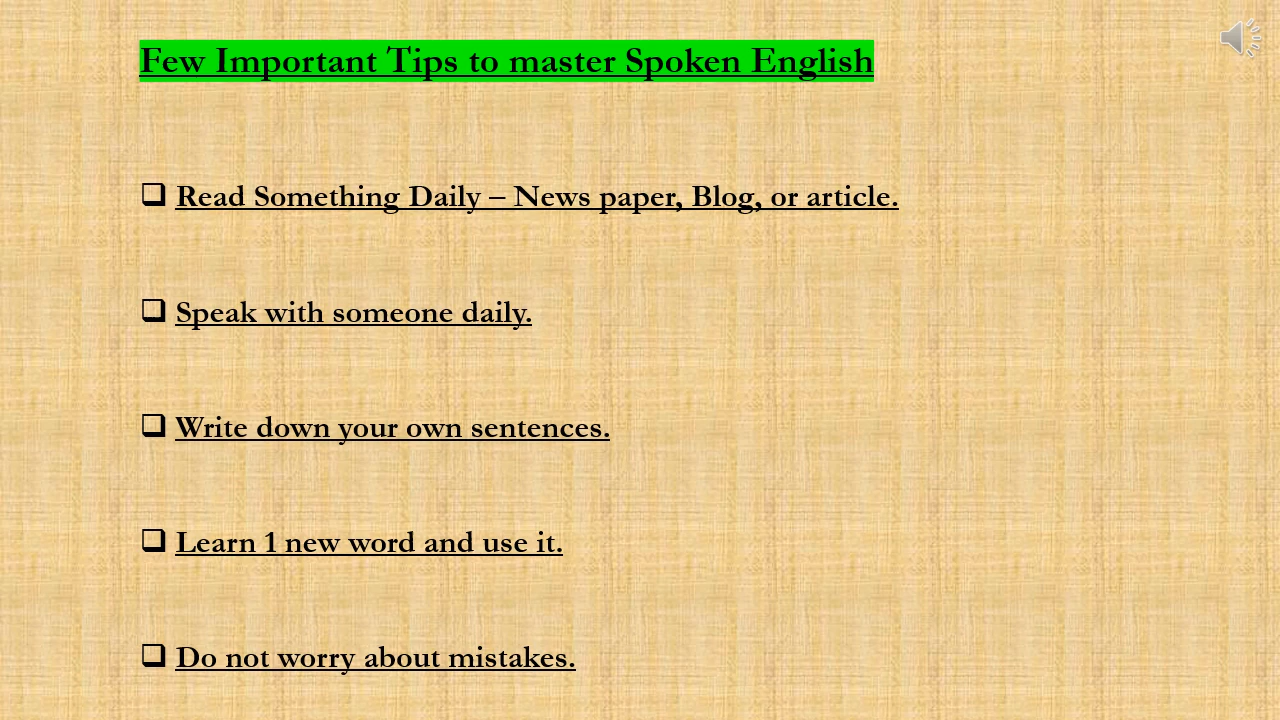 Few Important Tips to master Spoken English
❑ Read Something Daily – News paper, Blog, or article.
❑ Speak with someone daily.
❑ Write down your own sentences.
❑ Learn 1 new word and use it.
❑ Do not worry about mistakes.